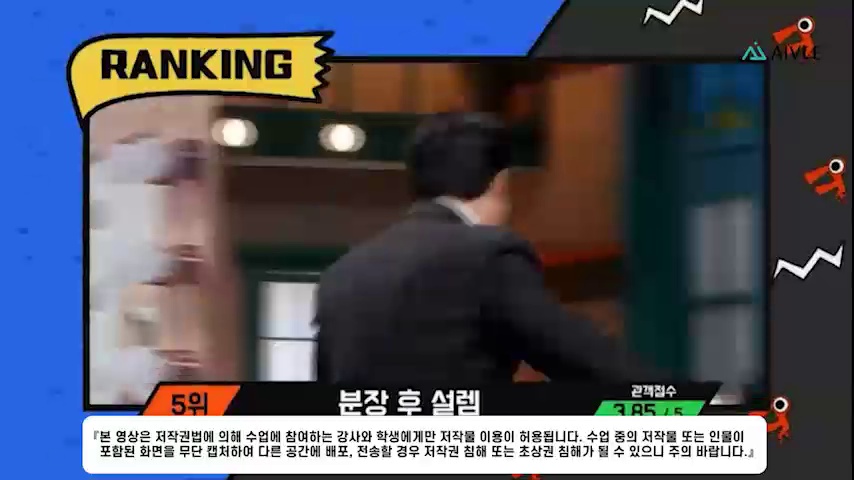 RANKING
AIVLE
5위
분장 후 설렘
관객점수
3.85 / 5
『본 영상은 저작권법에 의해 수업에 참여하는 강사와 학생에게만 저작물 이용이 허용됩니다. 수업 중의 저작물 또는 인물이
포함된 화면을 무단 캡처하여 다른 공간에 배포, 전송할 경우 저작권 침해 또는 초상권 침해가 될 수 있으니 주의 바랍니다.』